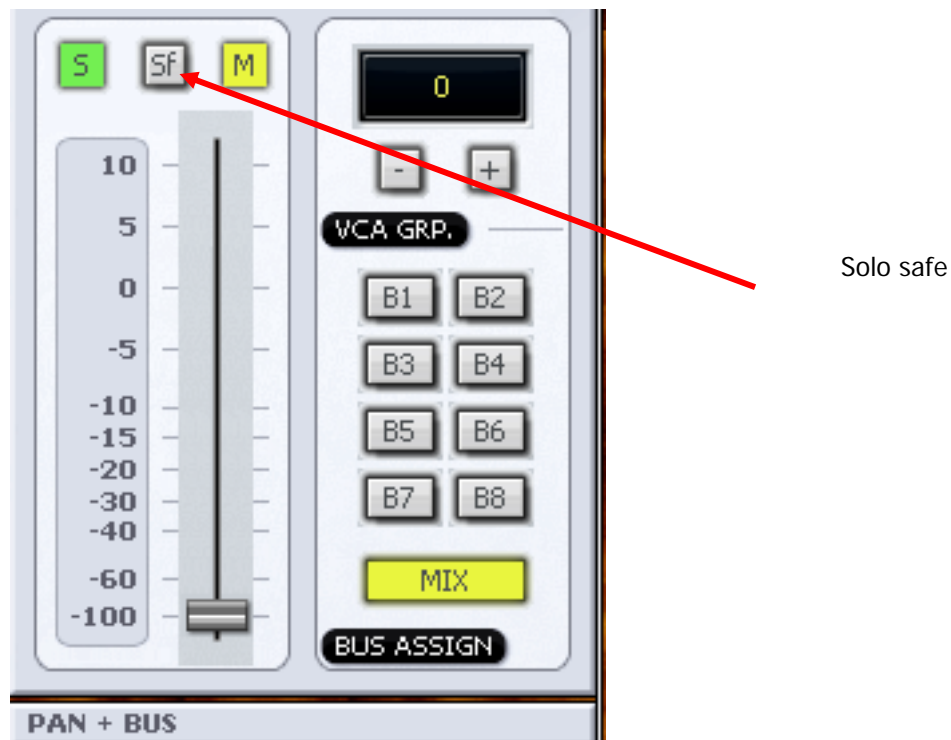 S Sf M
0
- +
VCA GRP.
10
5
0
-5
-10
-15
-20
-30
-40
-60
-100
B1 B2
B3 B4
B5 B6
B7 B8
MIX
BUS ASSIGN
PAN + BUS
Solo safe